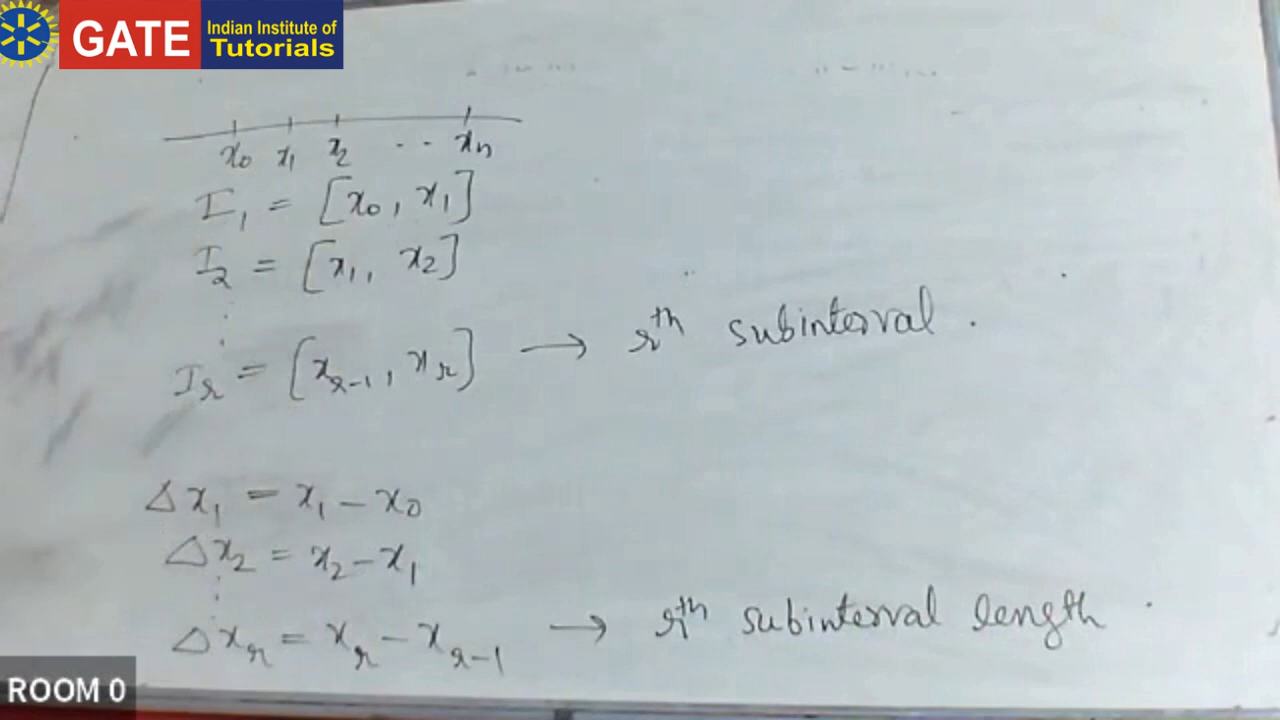 GATE
Indian Institute of
Tutorials
x₀ x₁ x₂ .. xₙ
I₁ = [x₀, x₁]
I₂ = [x₁, x₂]
⋮
Iᵣ = [xᵣ₋₁, xᵣ] → rᵗʰ subinterval.
Δx₁ = x₁ − x₀
Δx₂ = x₂ − x₁
⋮
Δxᵣ = xᵣ − xᵣ₋₁ → rᵗʰ subinterval length.
ROOM 0